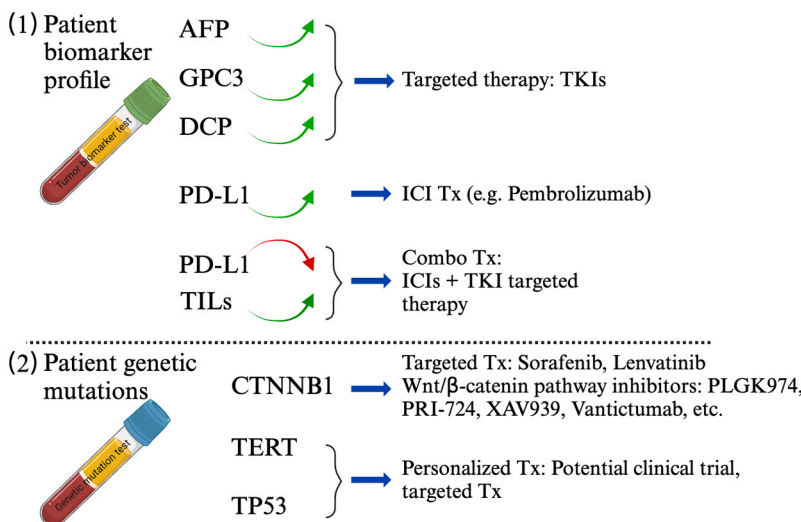 (1) Patient
biomarker
profile
Tumor biomarker test
AFP
GPC3
DCP
Targeted therapy: TKIs
PD-L1
ICI Tx (e.g. Pembrolizumab)
PD-L1
TILs
Combo Tx:
ICIs + TKI targeted
therapy
(2) Patient genetic
mutations
Genetic mutation test
CTNNB1
Targeted Tx: Sorafenib, Lenvatinib
Wnt/β-catenin pathway inhibitors: PLGK974,
PRI-724, XAV939, Vantictumab, etc.
TERT
TP53
Personalized Tx: Potential clinical trial,
targeted Tx